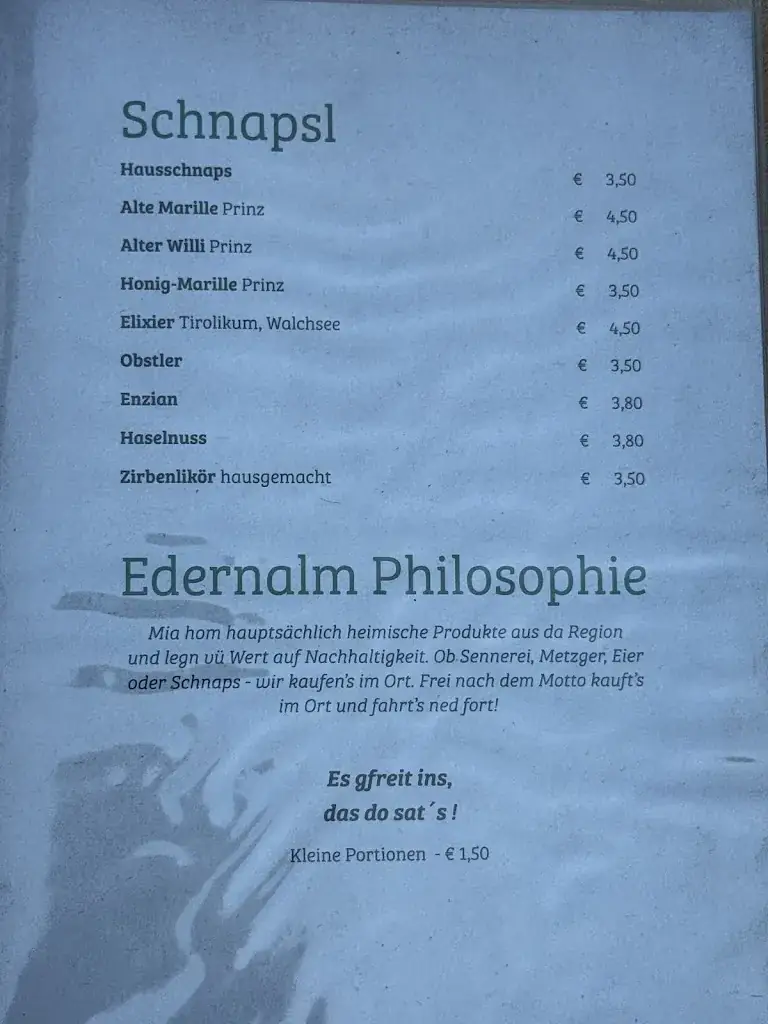 Schnapsl
Hausschnaps € 3,50
Alte Marille Prinz € 4,50
Alter Willi Prinz € 4,50
Honig-Marille Prinz € 3,50
Elixier Tirolikum, Walchsee € 4,50
Obstler € 3,50
Enzian € 3,80
Haselnuss € 3,80
Zirbenlikör hausgemacht € 3,50
Edernalm Philosophie
Mia hom hauptsächlich heimische Produkte aus da Region
und legn vü Wert auf Nachhaltigkeit. Ob Sennerei, Metzger, Eier
oder Schnaps - wir kaufen's im Ort. Frei nach dem Motto kauft's
im Ort und fahrt's ned fort!
Es gfreit ins,
das do sat´s !
Kleine Portionen - € 1,50